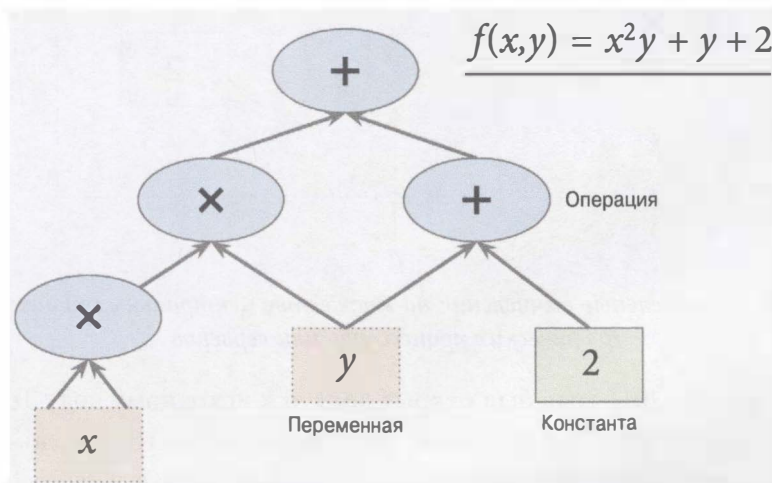 +
f(x,y) = x²y + y + 2
×
+
Операция
×
y
2
Переменная
Константа
x